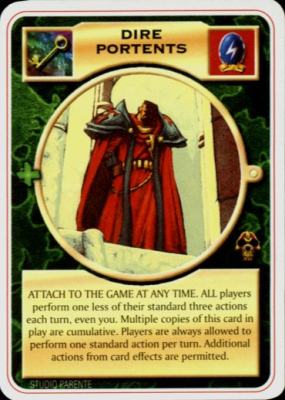 DIRE
PORTENTS
ATTACH TO THE GAME AT ANY TIME. ALL players
perform one less of their standard three actions
each turn, even you. Multiple copies of this card in
play are cumulative. Players are always allowed to
perform one standard action per turn. Additional
actions from card effects are permitted.
STUDIO PARENTE